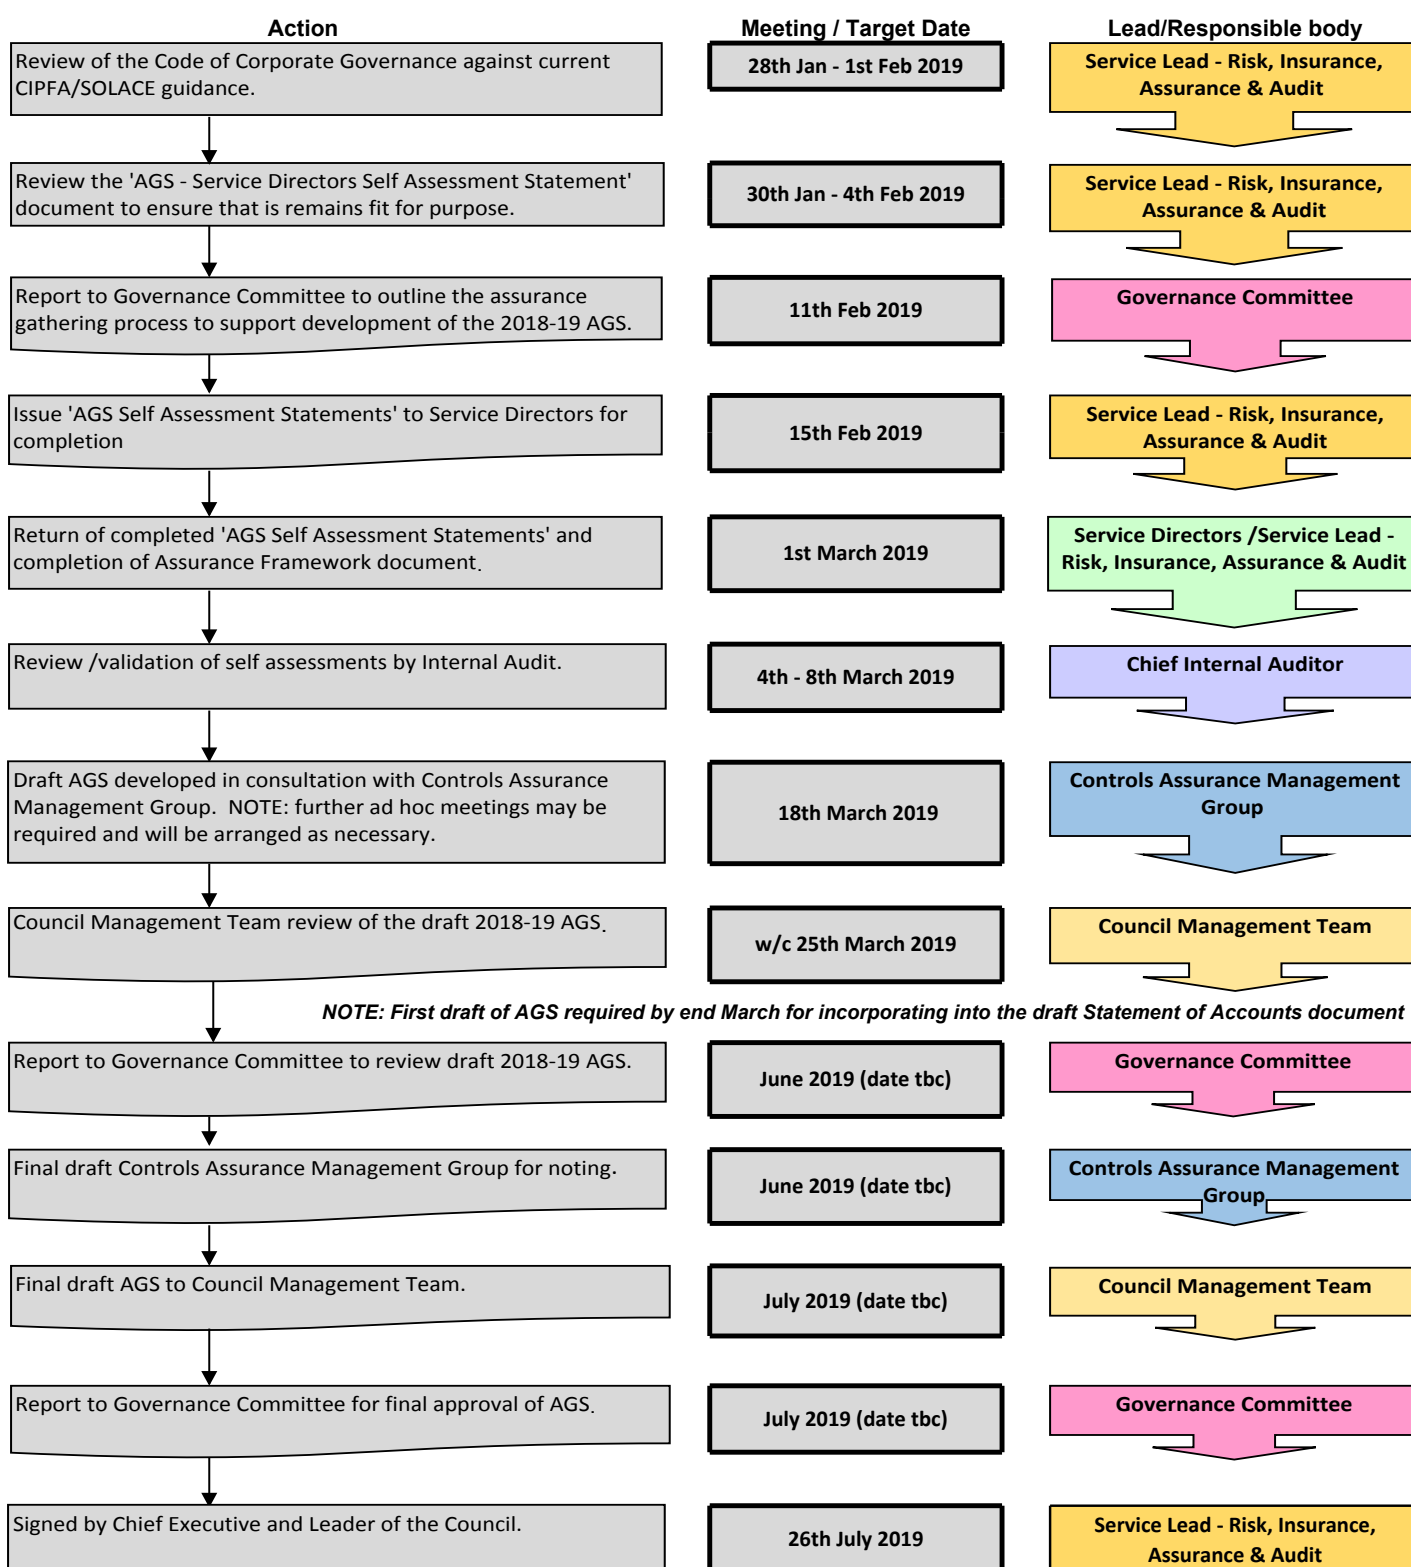 Action
Meeting / Target Date
Lead/Responsible body
Review of the Code of Corporate Governance against current
CIPFA/SOLACE guidance.
28th Jan - 1st Feb 2019
Service Lead - Risk, Insurance,
Assurance & Audit
Review the 'AGS - Service Directors Self Assessment Statement'
document to ensure that is remains fit for purpose.
30th Jan - 4th Feb 2019
Service Lead - Risk, Insurance,
Assurance & Audit
Report to Governance Committee to outline the assurance
gathering process to support development of the 2018-19 AGS.
11th Feb 2019
Governance Committee
Issue 'AGS Self Assessment Statements' to Service Directors for
completion
15th Feb 2019
Service Lead - Risk, Insurance,
Assurance & Audit
Return of completed 'AGS Self Assessment Statements' and
completion of Assurance Framework document.
1st March 2019
Service Directors /Service Lead -
Risk, Insurance, Assurance & Audit
Review /validation of self assessments by Internal Audit.
4th - 8th March 2019
Chief Internal Auditor
Draft AGS developed in consultation with Controls Assurance
Management Group.  NOTE: further ad hoc meetings may be
required and will be arranged as necessary.
18th March 2019
Controls Assurance Management
Group
Council Management Team review of the draft 2018-19 AGS.
w/c 25th March 2019
Council Management Team
NOTE: First draft of AGS required by end March for incorporating into the draft Statement of Accounts document
Report to Governance Committee to review draft 2018-19 AGS.
June 2019 (date tbc)
Governance Committee
Final draft Controls Assurance Management Group for noting.
June 2019 (date tbc)
Controls Assurance Management
Group
Final draft AGS to Council Management Team.
July 2019 (date tbc)
Council Management Team
Report to Governance Committee for final approval of AGS.
July 2019 (date tbc)
Governance Committee
Signed by Chief Executive and Leader of the Council.
26th July 2019
Service Lead - Risk, Insurance,
Assurance & Audit